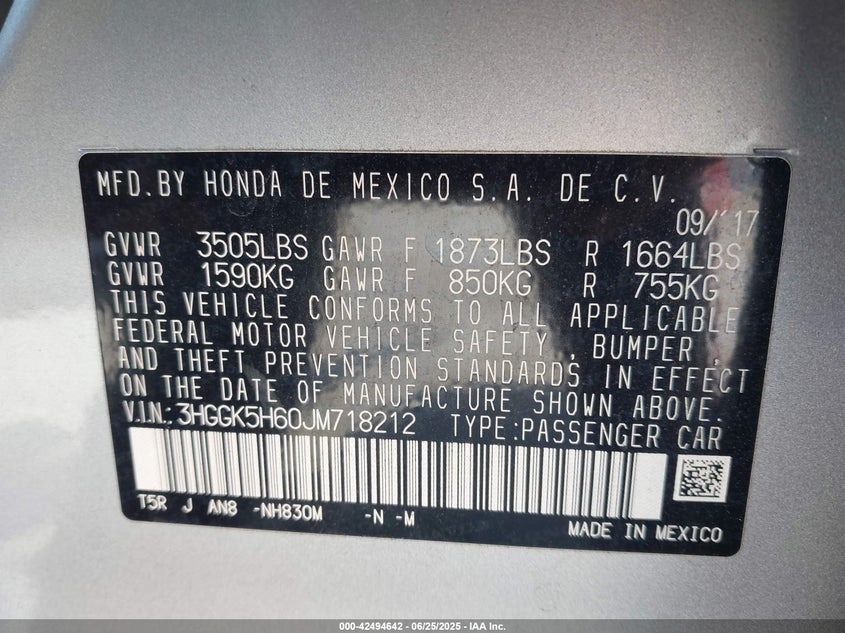 MFD.BY HONDA DE MEXICO S.A. DE C.V.
09/'17
GVWR 3505LBS GAWR F 1873LBS R 1664LBS
GVWR 1590KG GAWR F 850KG R 755KG
THIS VEHICLE CONFORMS TO ALL APPLICABLE
FEDERAL MOTOR VEHICLE SAFETY , BUMPER ,
AND THEFT PREVENTION STANDARDS IN EFFECT
ON THE DATE OF MANUFACTURE SHOWN ABOVE.
V.I.N.: 3HGGK5H60JM718212 TYPE:PASSENGER CAR
T5R J AN8 -NH830M -N -M
MADE IN MEXICO
000-42494642 / 06/25/2025 - IAA Inc.